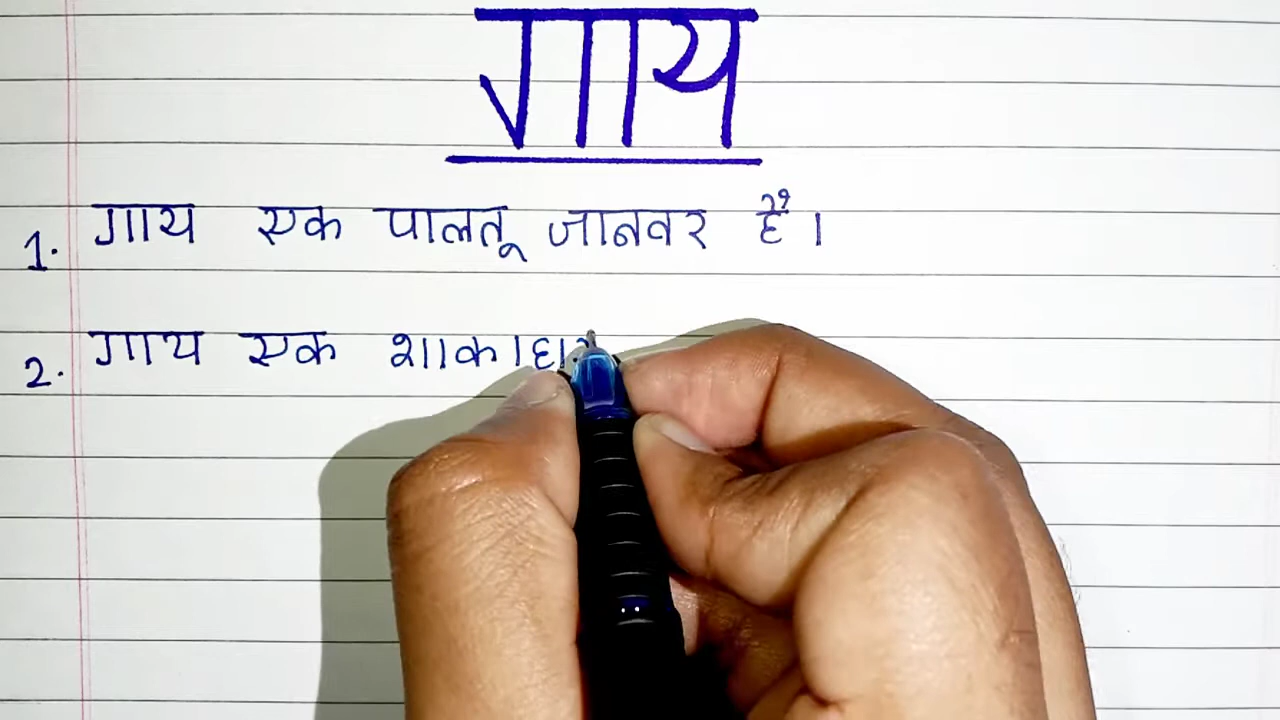 गाय
1. गाय एक पालतू जानवर है ।
2. गाय एक शाकाहा